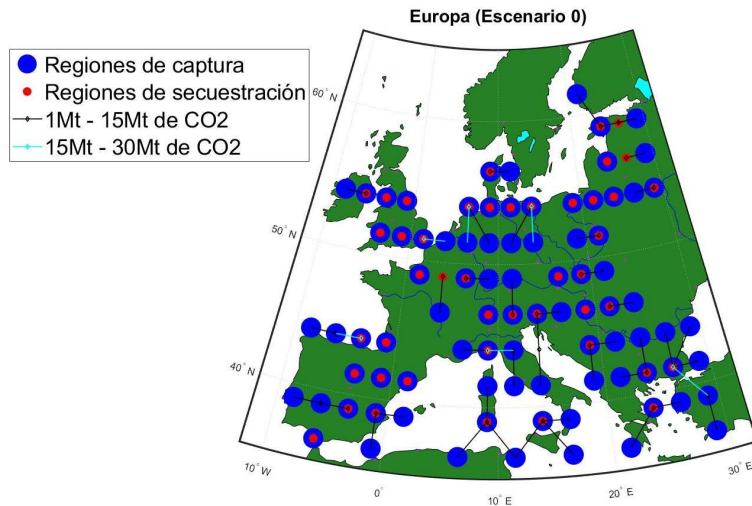 Europa (Escenario 0)
Regiones de captura
Regiones de secuestración
1Mt - 15Mt de CO2
15Mt - 30Mt de CO2
60° N
50° N
40° N
10° W
0°
10° E
20° E
30° E